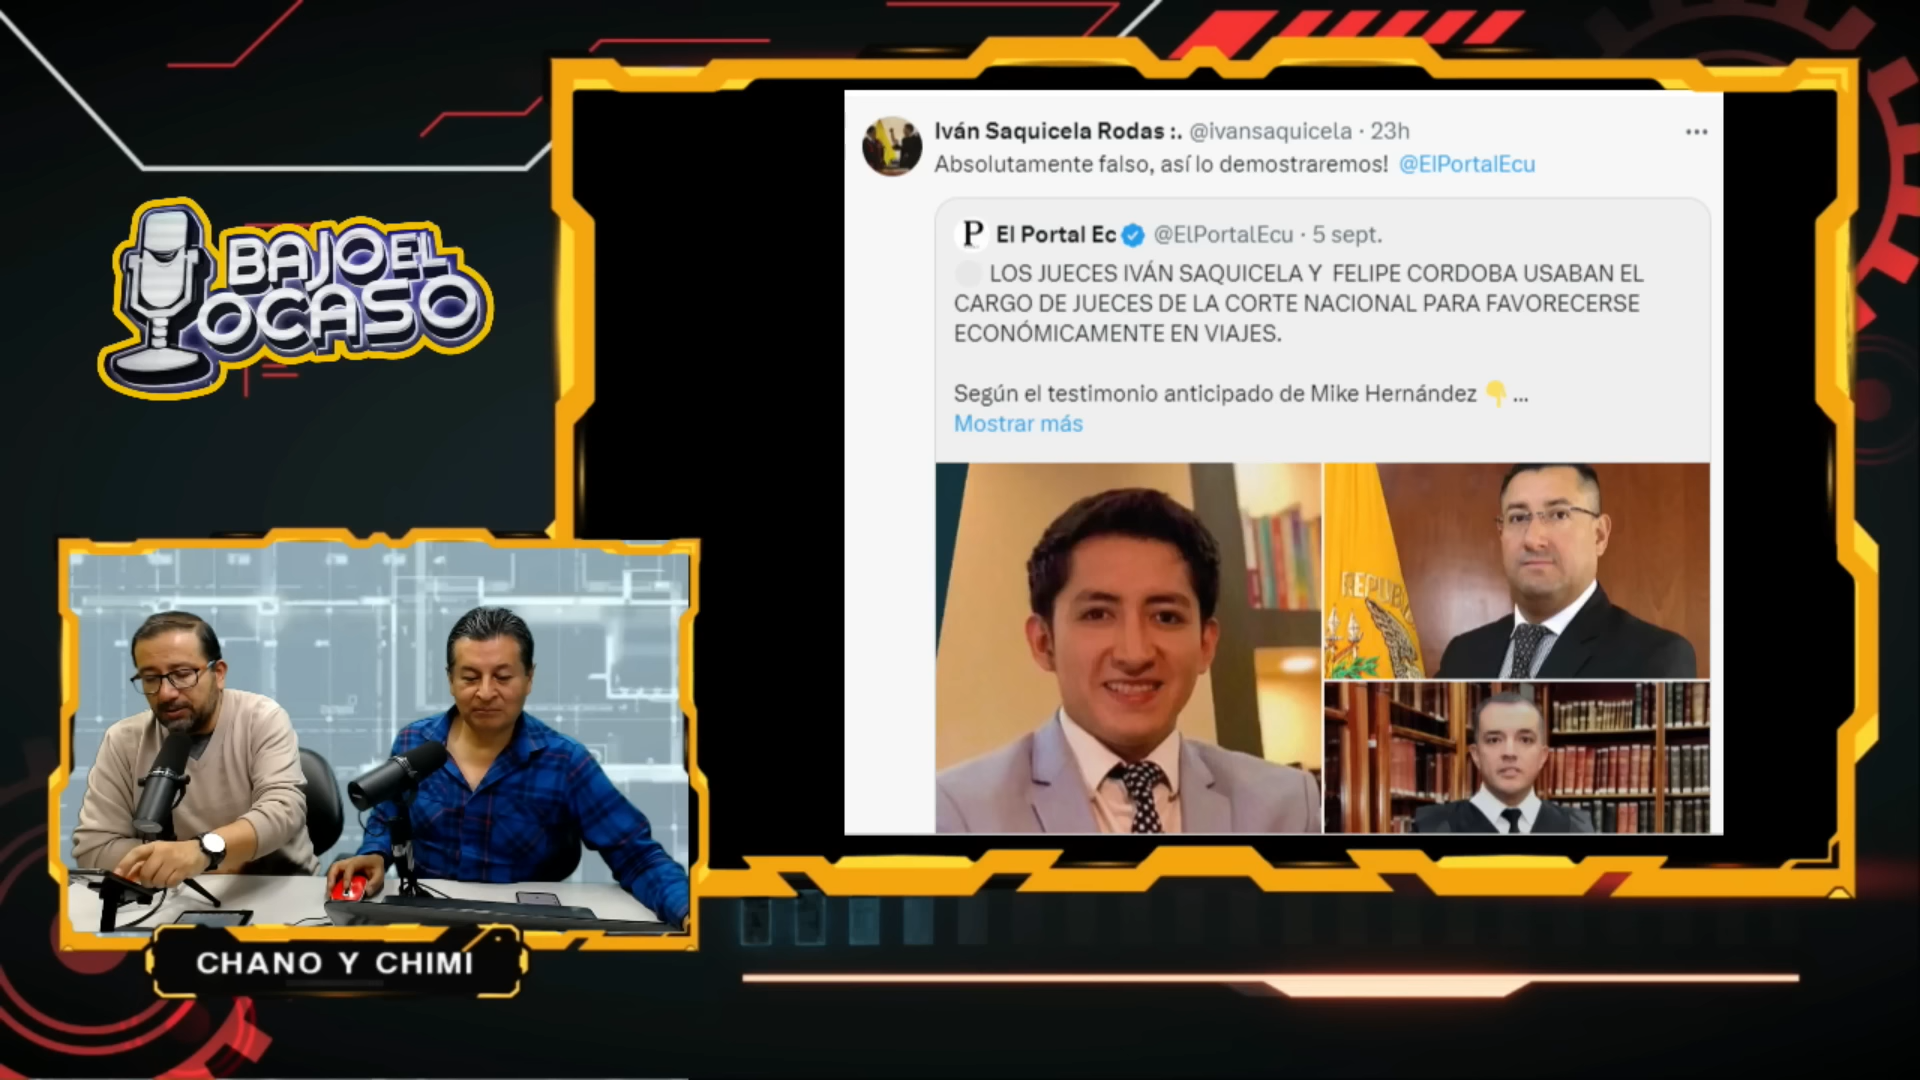 BAJO EL
OCASO
Iván Saquicela Rodas :. @ivansaquicela · 23h
Absolutamente falso, así lo demostraremos! @ElPortalEcu
P El Portal Ec @ElPortalEcu · 5 sept.
LOS JUECES IVÁN SAQUICELA Y FELIPE CORDOBA USABAN EL
CARGO DE JUECES DE LA CORTE NACIONAL PARA FAVORECERSE
ECONÓMICAMENTE EN VIAJES.
Según el testimonio anticipado de Mike Hernández 👇 ...
Mostrar más
REPUBL
CHANO Y CHIMI